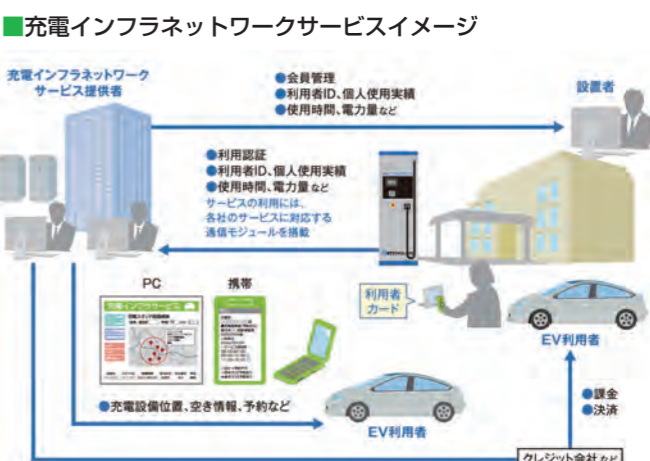 ■充電インフラネットワークサービスイメージ
充電インフラネットワーク
サービス提供者
●会員管理
●利用者ID、個人使用実績
●使用時間、電力量など
設置者
●利用認証
●利用者ID、個人使用実績
●使用時間、電力量など
サービスの利用には、
各社のサービスに対応する
通信モジュールを搭載
PC
携帯
充電インフラサービス
利用者
カード
EV利用者
●充電設備位置、空き情報、予約など
EV利用者
●課金
●決済
クレジット会社など